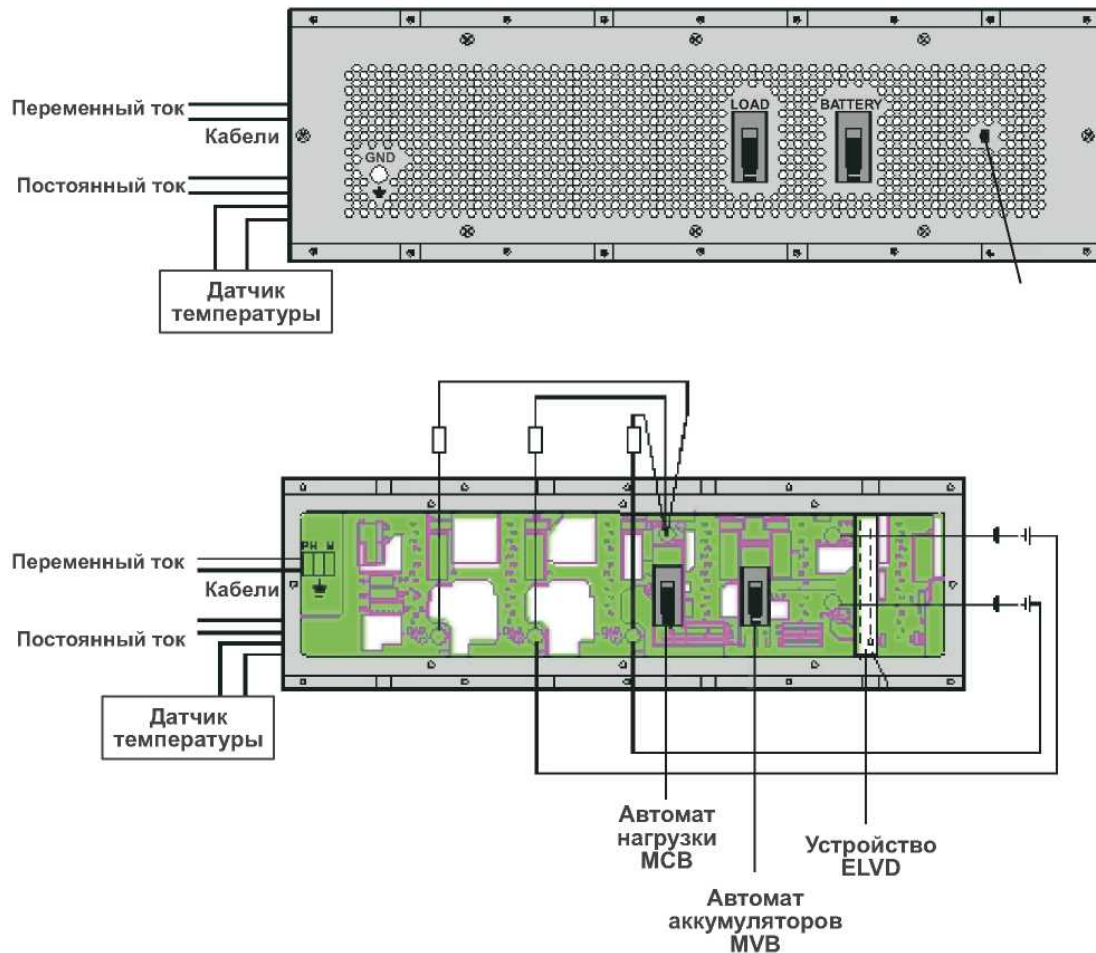 Переменный ток
Кабели
Постоянный ток
Датчик
температуры
GND
LOAD
BATTERY
Переменный ток
Кабели
Постоянный ток
Датчик
температуры
PH
Автомат
нагрузки
MCB
Автомат
аккумуляторов
MVB
Устройство
ELVD